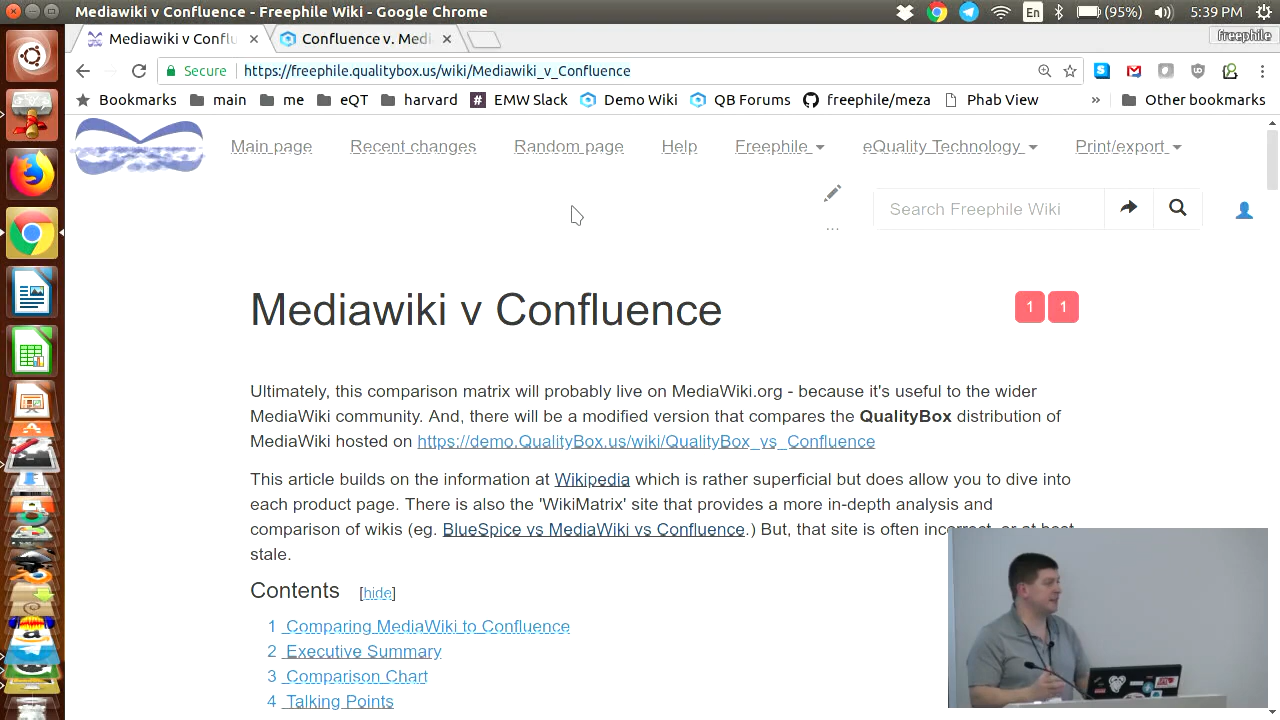 Mediawiki v Confluence - Freephile Wiki - Google Chrome
En (95%) 5:39 PM
Mediawiki v Conflu × Confluence v. Medi × freephile
Secure https://freephile.qualitybox.us/wiki/Mediawiki_v_Confluence
Bookmarks main me eQT harvard EMW Slack Demo Wiki QB Forums freephile/meza Phab View » Other bookmarks
Main page Recent changes Random page Help Freephile eQuality Technology Print/export
... Search Freephile Wiki
Mediawiki v Confluence 1 1
Ultimately, this comparison matrix will probably live on MediaWiki.org - because it's useful to the wider
MediaWiki community. And, there will be a modified version that compares the QualityBox distribution of
MediaWiki hosted on https://demo.QualityBox.us/wiki/QualityBox_vs_Confluence
This article builds on the information at Wikipedia which is rather superficial but does allow you to dive into
each product page. There is also the 'WikiMatrix' site that provides a more in-depth analysis and
comparison of wikis (eg. BlueSpice vs MediaWiki vs Confluence.) But, that site is often incorrect, or at best
stale.
Contents [hide]
1 Comparing MediaWiki to Confluence
2 Executive Summary
3 Comparison Chart
4 Talking Points